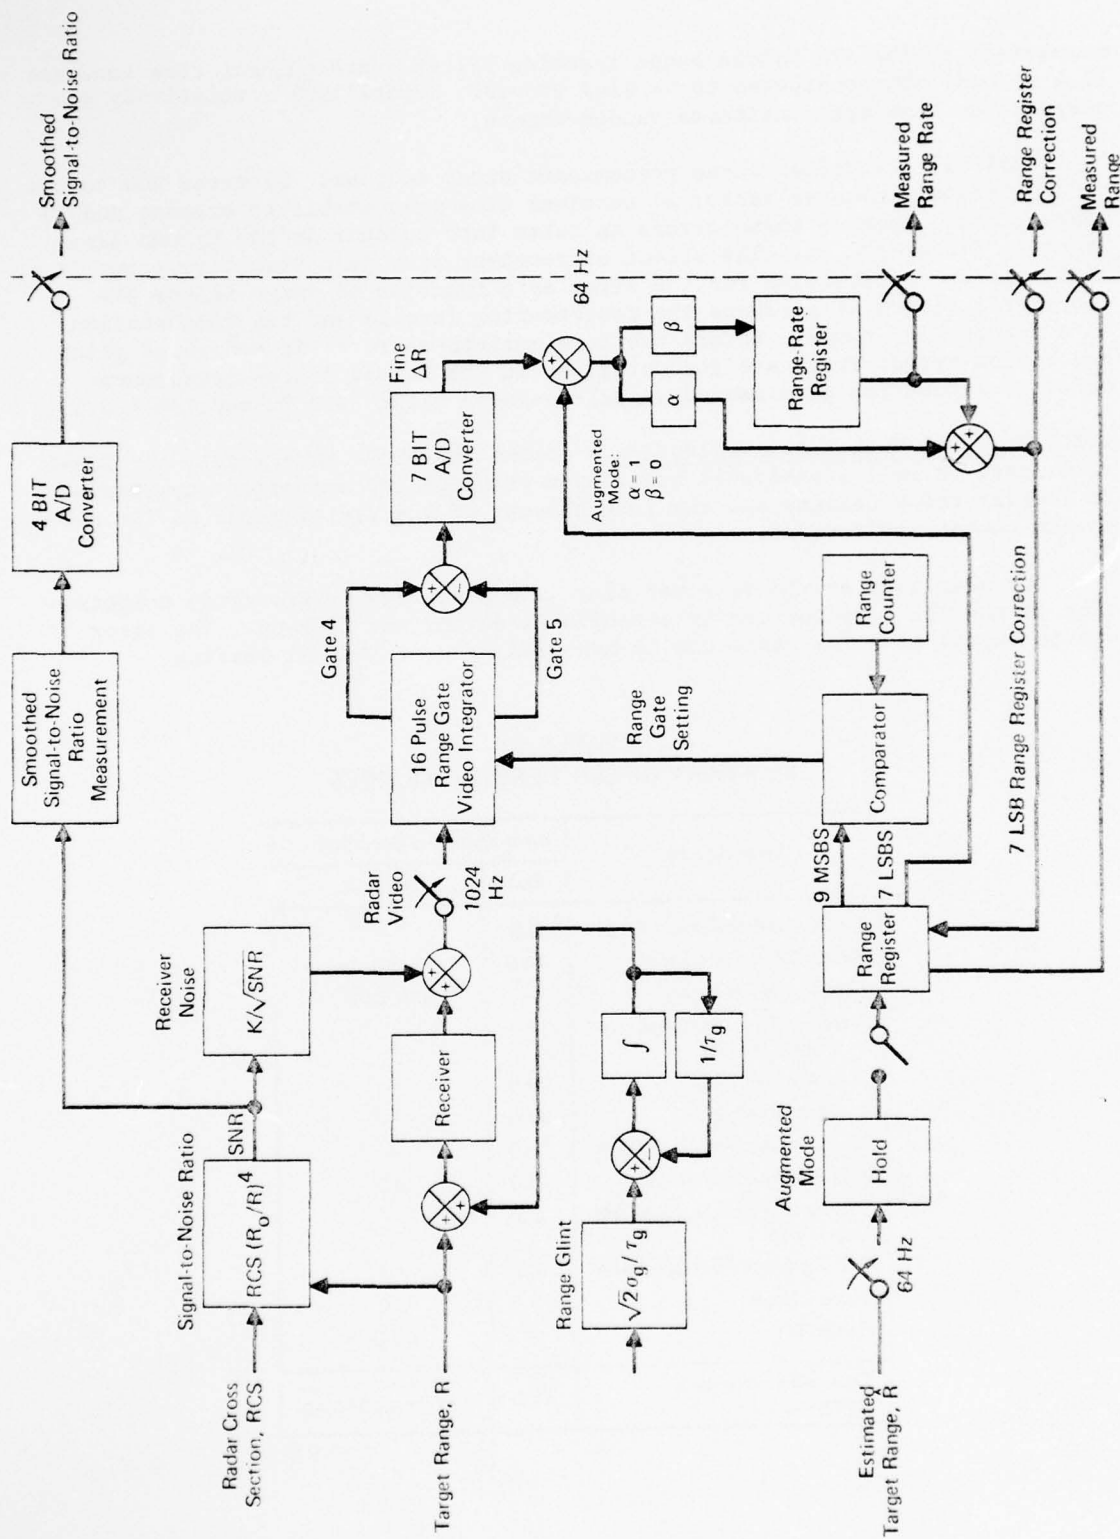 Radar Cross
Section, RCS
Signal-to-Noise Ratio
RCS (R₀/R)⁴
SNR
Receiver
Noise
K/√SNR
Smoothed
Signal-to-Noise
Ratio
Measurement
4 BIT
A/D
Converter
Smoothed
Signal-to-Noise Ratio
Target Range, R
+
+
Receiver
+
+
Radar
Video
1024
Hz
16 Pulse
Range Gate
Video Integrator
Gate 4
Gate 5
+
−
7 BIT
A/D
Converter
Fine
ΔR
+
−
64 Hz
Range Glint
√2σg/τg
+
−
∫
1/τg
Range
Gate
Setting
Augmented
Mode:
α = 1
β = 0
α
β
Range-Rate
Register
+
+
Measured
Range Rate
Estimated
Target Range, R̂
64 Hz
Augmented
Mode
Hold
Range
Register
9 MSBS
7 LSBS
Comparator
Range
Counter
7 LSB Range Register Correction
Range Register
Correction
Measured
Range